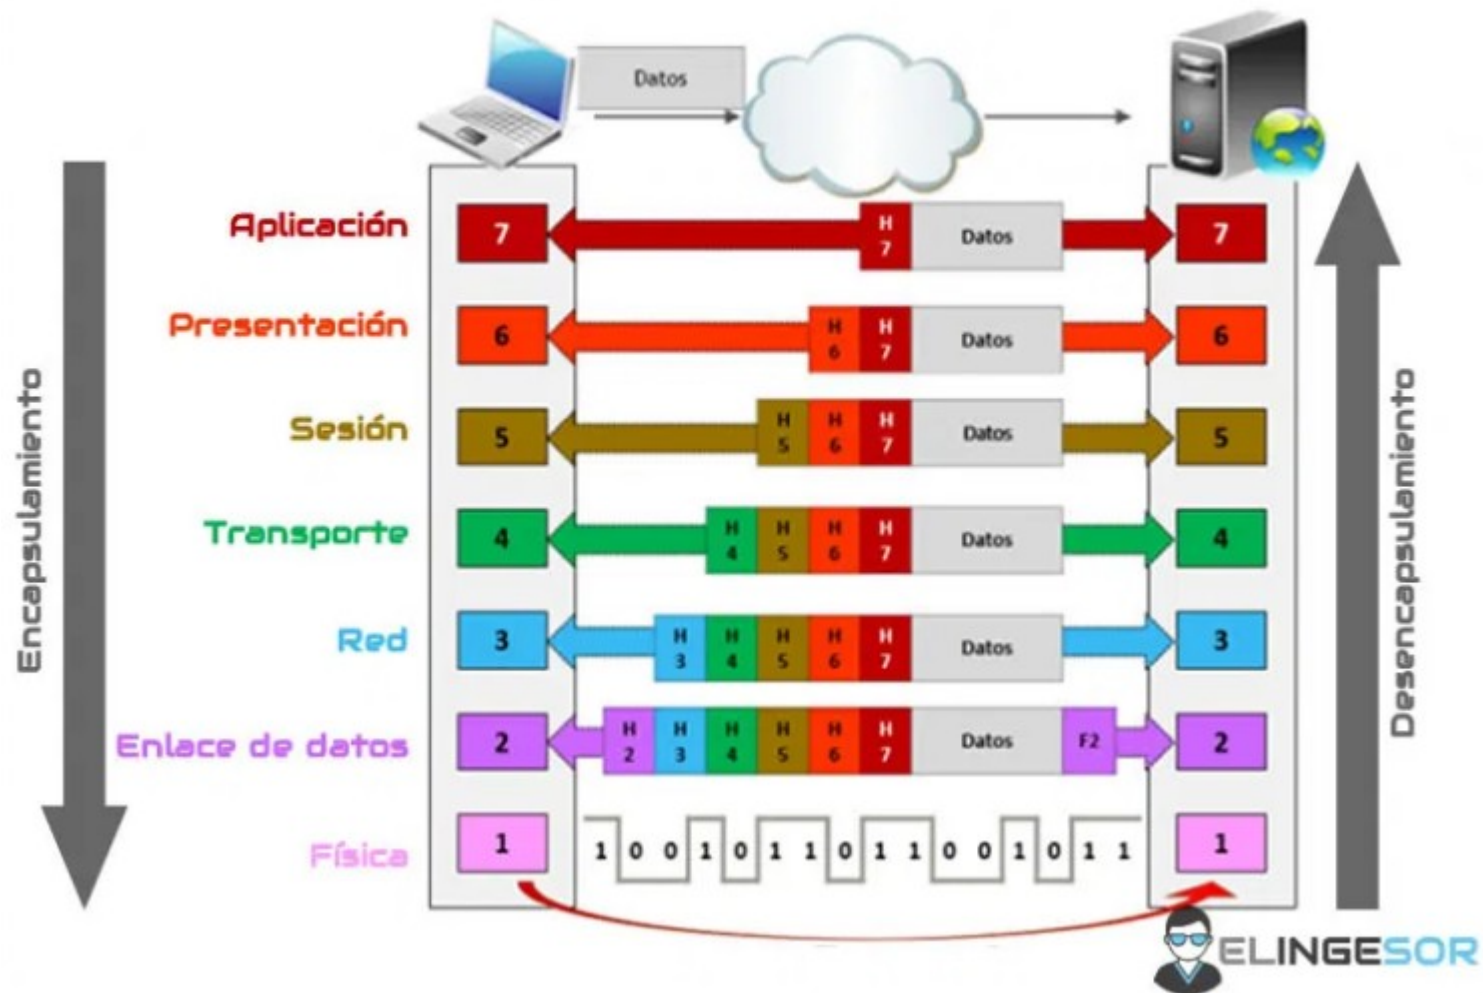 Datos
Aplicación
7
H
7
Datos
7
Presentación
6
H
6
H
7
Datos
6
Sesión
5
H
5
H
6
H
7
Datos
5
Transporte
4
H
4
H
5
H
6
H
7
Datos
4
Red
3
H
3
H
4
H
5
H
6
H
7
Datos
3
Enlace de datos
2
H
2
H
3
H
4
H
5
H
6
H
7
Datos
F2
2
Física
1
1 0 0 1 0 1 1 0 1 1 0 0 1 0 1 1
1
Encapsulamiento
Desencapsulamiento
ELINGESOR